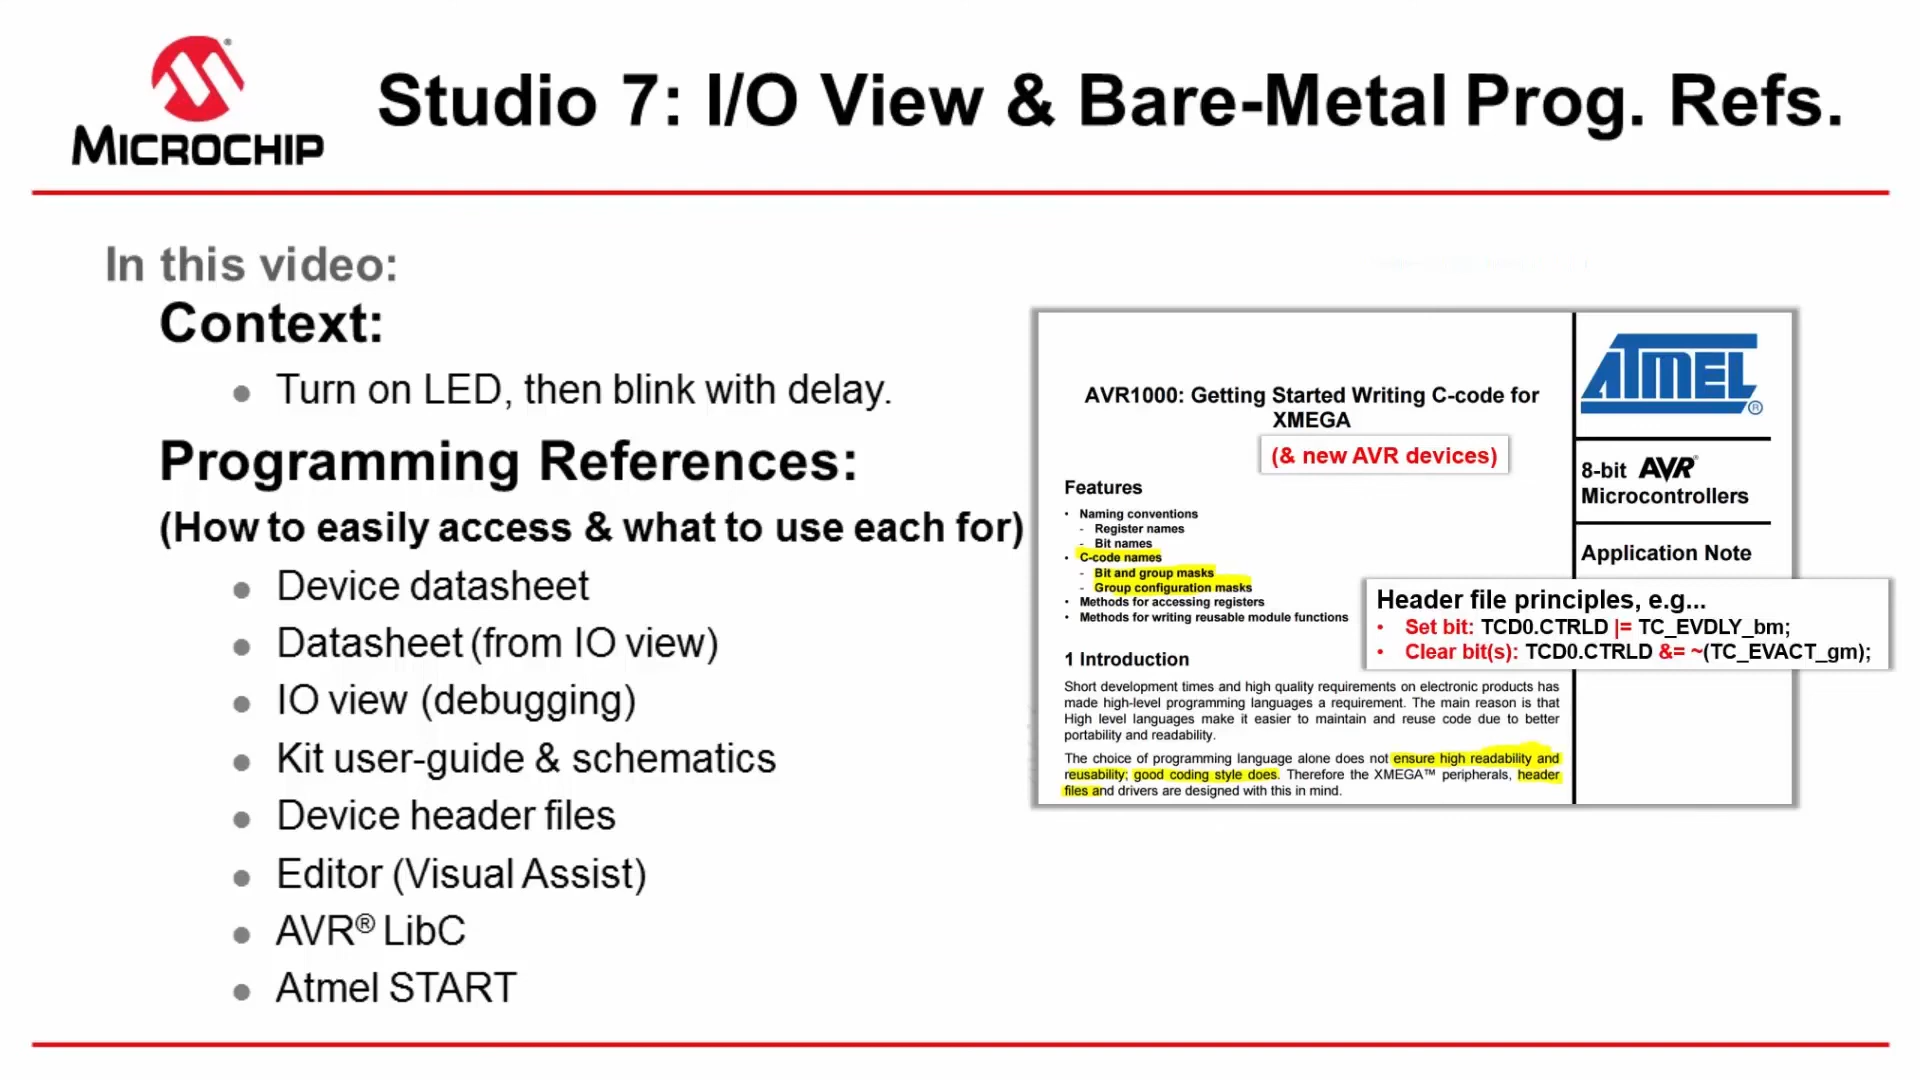 MICROCHIP
Studio 7: I/O View & Bare-Metal Prog. Refs.
In this video:
Context:
● Turn on LED, then blink with delay.
Programming References:
(How to easily access & what to use each for)
● Device datasheet
● Datasheet (from IO view)
● IO view (debugging)
● Kit user-guide & schematics
● Device header files
● Editor (Visual Assist)
● AVR® LibC
● Atmel START
AVR1000: Getting Started Writing C-code for
XMEGA
(& new AVR devices)
Features
• Naming conventions
- Register names
- Bit names
• C-code names
- Bit and group masks
- Group configuration masks
• Methods for accessing registers
• Methods for writing reusable module functions
1 Introduction
Short development times and high quality requirements on electronic products has
made high-level programming languages a requirement. The main reason is that
High level languages make it easier to maintain and reuse code due to better
portability and readability.
The choice of programming language alone does not ensure high readability and
reusability; good coding style does. Therefore the XMEGA™ peripherals, header
files and drivers are designed with this in mind.
ATMEL®
8-bit AVR®
Microcontrollers
Application Note
Header file principles, e.g...
• Set bit: TCD0.CTRLD |= TC_EVDLY_bm;
• Clear bit(s): TCD0.CTRLD &= ~(TC_EVACT_gm);